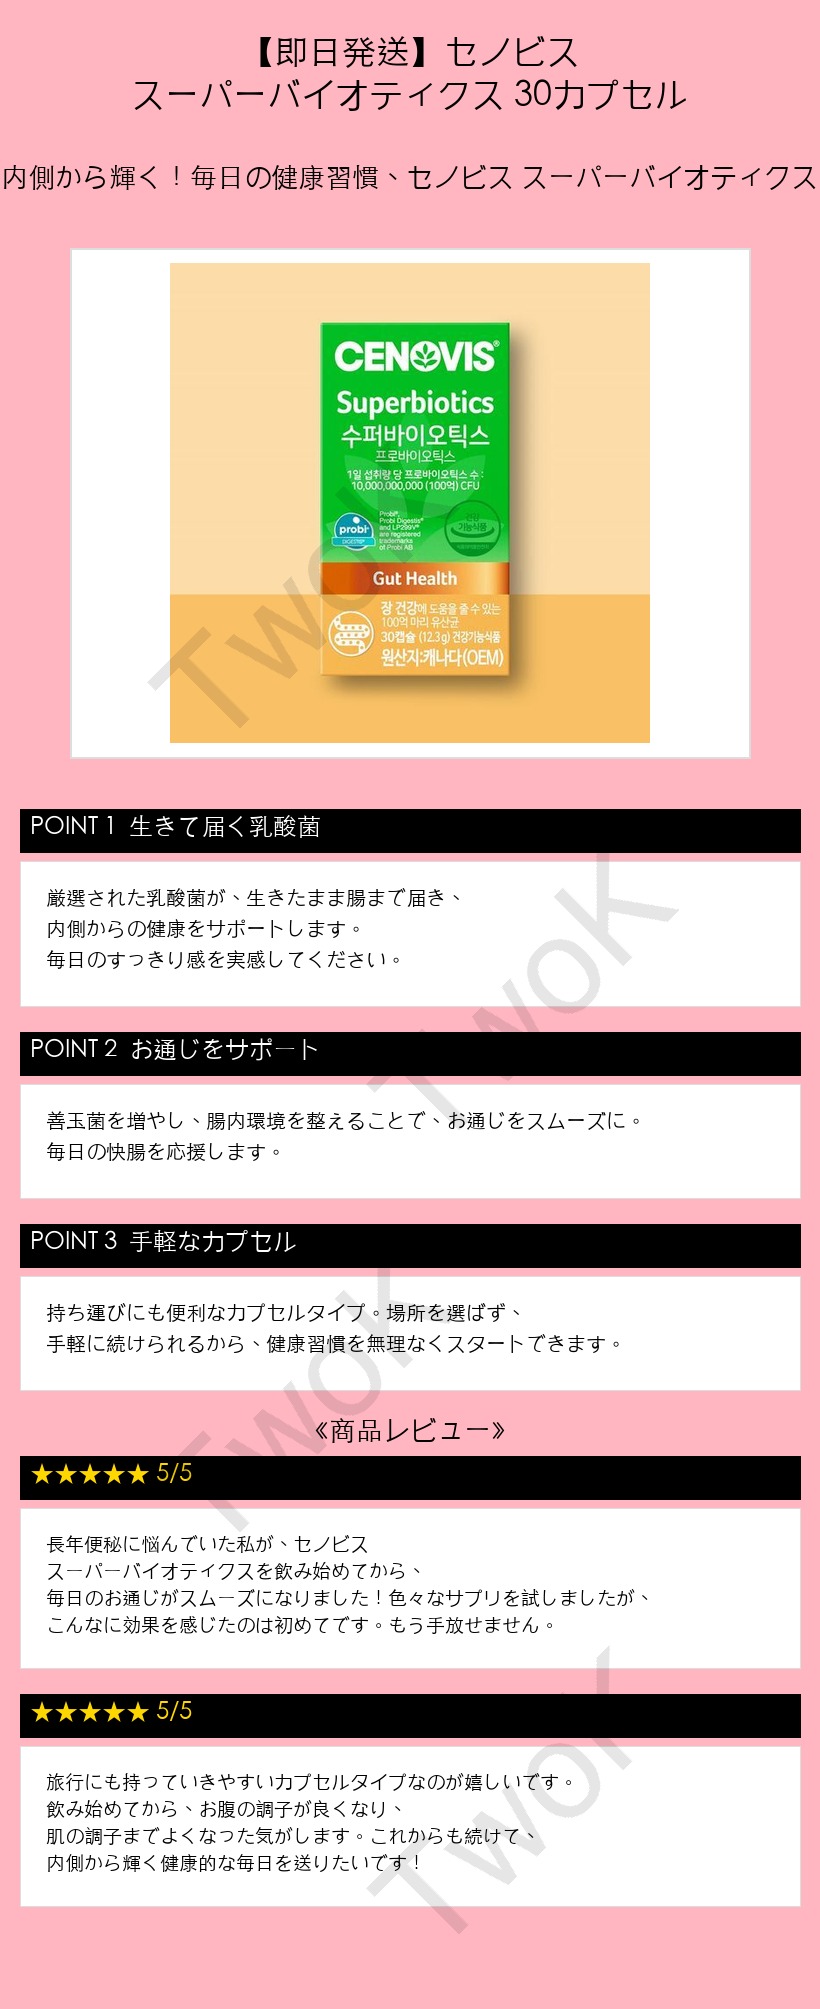 【即日発送】セノビス
スーパーバイオティクス 30カプセル
内側から輝く！毎日の健康習慣、セノビス スーパーバイオティクス
CENOVIS®
Superbiotics
수퍼바이오틱스
프로바이오틱스
1일 섭취량 당 프로바이오틱스 수 :
10,000,000,000 (100억) CFU
probi®
DIGESTIS®
Probi®,
Probi Digestis®
and LP299V®
are registered
trademarks
of Probi AB
건강
기능식품
Gut Health
장 건강에 도움을 줄 수 있는
100억 마리 유산균
30캡슐 (12.3g) 건강기능식품
원산지:캐나다(OEM)
TwoK
POINT 1 生きて届く乳酸菌
厳選された乳酸菌が、生きたまま腸まで届き、
内側からの健康をサポートします。
毎日のすっきり感を実感してください。
TwoK
POINT 2 お通じをサポート
善玉菌を増やし、腸内環境を整えることで、お通じをスムーズに。
毎日の快腸を応援します。
POINT 3 手軽なカプセル
持ち運びにも便利なカプセルタイプ。場所を選ばず、
手軽に続けられるから、健康習慣を無理なくスタートできます。
TwoK
《商品レビュー》
★★★★★ 5/5
長年便秘に悩んでいた私が、セノビス
スーパーバイオティクスを飲み始めてから、
毎日のお通じがスムーズになりました！色々なサプリを試しましたが、
こんなに効果を感じたのは初めてです。もう手放せません。
★★★★★ 5/5
旅行にも持っていきやすいカプセルタイプなのが嬉しいです。
飲み始めてから、お腹の調子が良くなり、
肌の調子までよくなった気がします。これからも続けて、
内側から輝く健康的な毎日を送りたいです！
TwoK